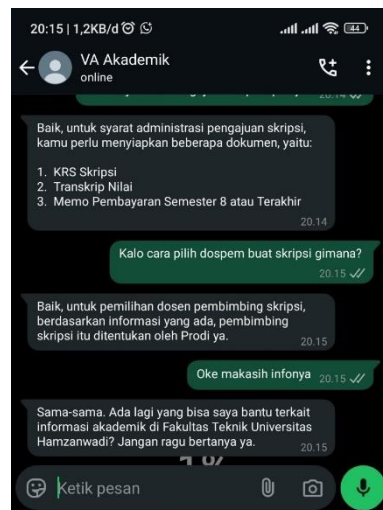 20:15 | 1,2KB/d
44
VA Akademik
online
20.14
Baik, untuk syarat administrasi pengajuan skripsi,
kamu perlu menyiapkan beberapa dokumen, yaitu:
1. KRS Skripsi
2. Transkrip Nilai
3. Memo Pembayaran Semester 8 atau Terakhir
20.14
Kalo cara pilih dospem buat skripsi gimana?
20.15
Baik, untuk pemilihan dosen pembimbing skripsi,
berdasarkan informasi yang ada, pembimbing
skripsi itu ditentukan oleh Prodi ya.
20.15
Oke makasih infonya 20.15
Sama-sama. Ada lagi yang bisa saya bantu terkait
informasi akademik di Fakultas Teknik Universitas
Hamzanwadi? Jangan ragu bertanya ya.
20.15
Ketik pesan